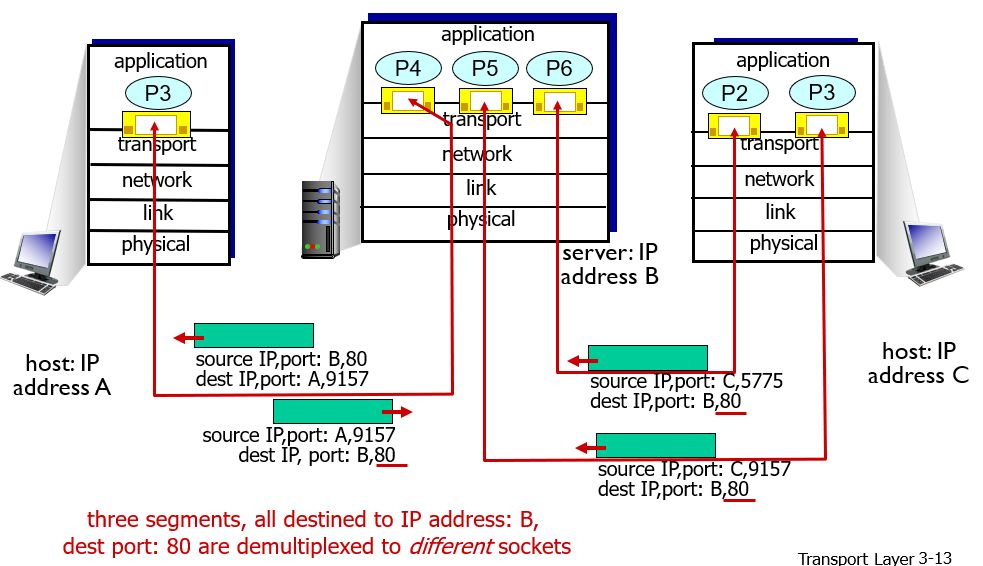 application
P3
transport
network
link
physical
host: IP
address A
application
P4 P5 P6
transport
network
link
physical
server: IP
address B
application
P2 P3
transport
network
link
physical
host: IP
address C
source IP,port: B,80
dest IP,port: A,9157
source IP,port: A,9157
dest IP, port: B,80
source IP,port: C,5775
dest IP,port: B,80
source IP,port: C,9157
dest IP,port: B,80
three segments, all destined to IP address: B,
dest port: 80 are demultiplexed to different sockets
Transport Layer 3-13